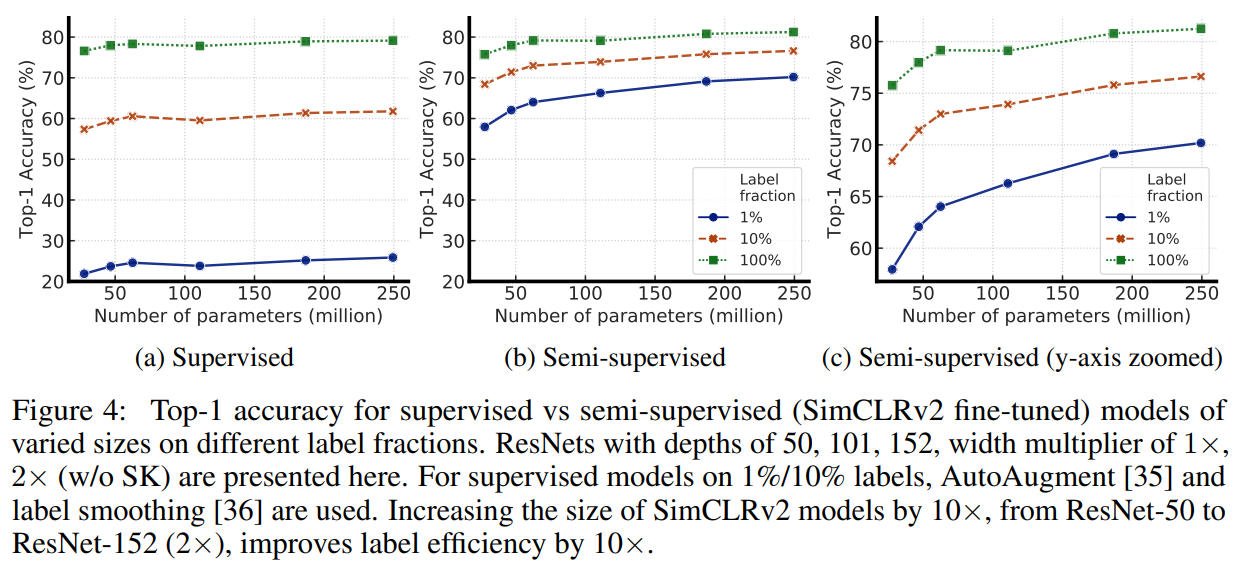 80
70
60
50
40
30
20
Top-1 Accuracy (%)
50 100 150 200 250
Number of parameters (million)
(a) Supervised
80
70
60
50
40
30
20
Top-1 Accuracy (%)
Label
fraction
1%
10%
100%
50 100 150 200 250
Number of parameters (million)
(b) Semi-supervised
80
75
70
65
60
Top-1 Accuracy (%)
Label
fraction
1%
10%
100%
50 100 150 200 250
Number of parameters (million)
(c) Semi-supervised (y-axis zoomed)
Figure 4: Top-1 accuracy for supervised vs semi-supervised (SimCLRv2 fine-tuned) models of
varied sizes on different label fractions. ResNets with depths of 50, 101, 152, width multiplier of 1×,
2× (w/o SK) are presented here. For supervised models on 1%/10% labels, AutoAugment [35] and
label smoothing [36] are used. Increasing the size of SimCLRv2 models by 10×, from ResNet-50 to
ResNet-152 (2×), improves label efficiency by 10×.